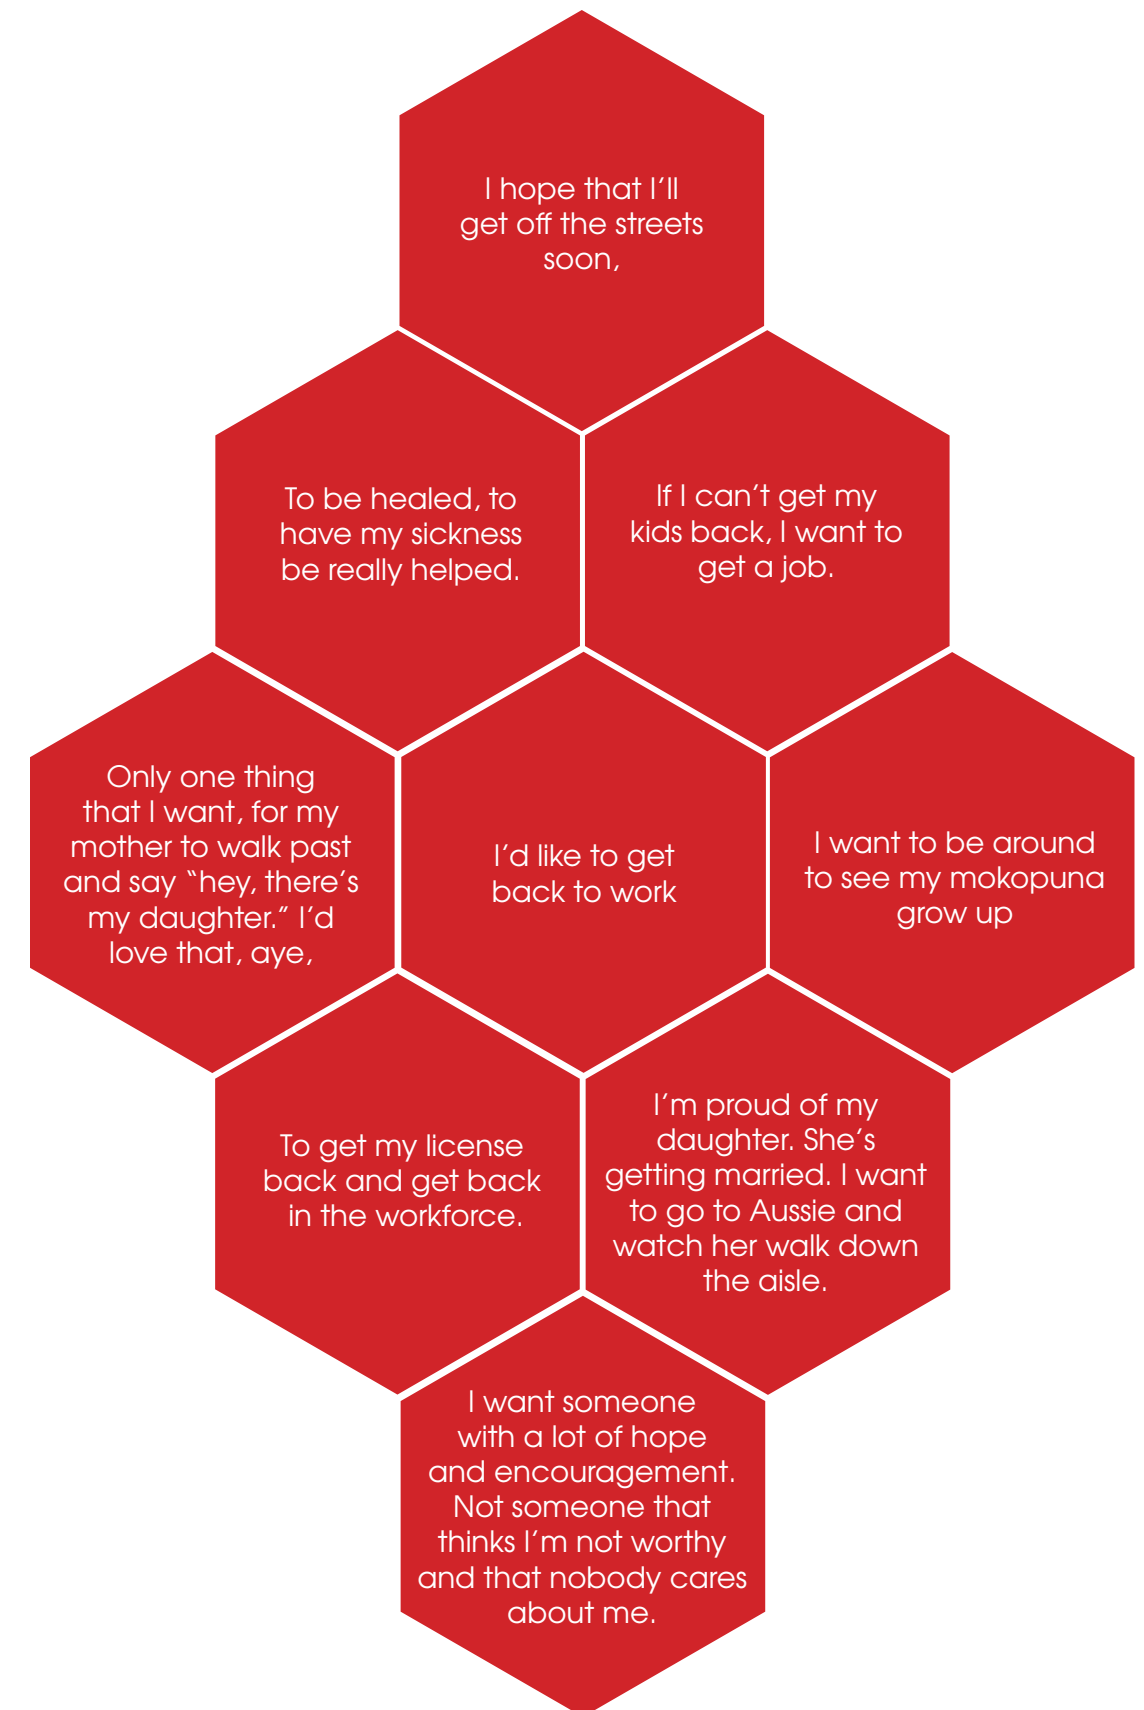 I hope that I'll
get off the streets
soon,
To be healed, to
have my sickness
be really helped.
If I can't get my
kids back, I want to
get a job.
Only one thing
that I want, for my
mother to walk past
and say "hey, there's
my daughter." I'd
love that, aye,
I'd like to get
back to work
I want to be around
to see my mokopuna
grow up
To get my license
back and get back
in the workforce.
I'm proud of my
daughter. She's
getting married. I want
to go to Aussie and
watch her walk down
the aisle.
I want someone
with a lot of hope
and encouragement.
Not someone that
thinks I'm not worthy
and that nobody cares
about me.